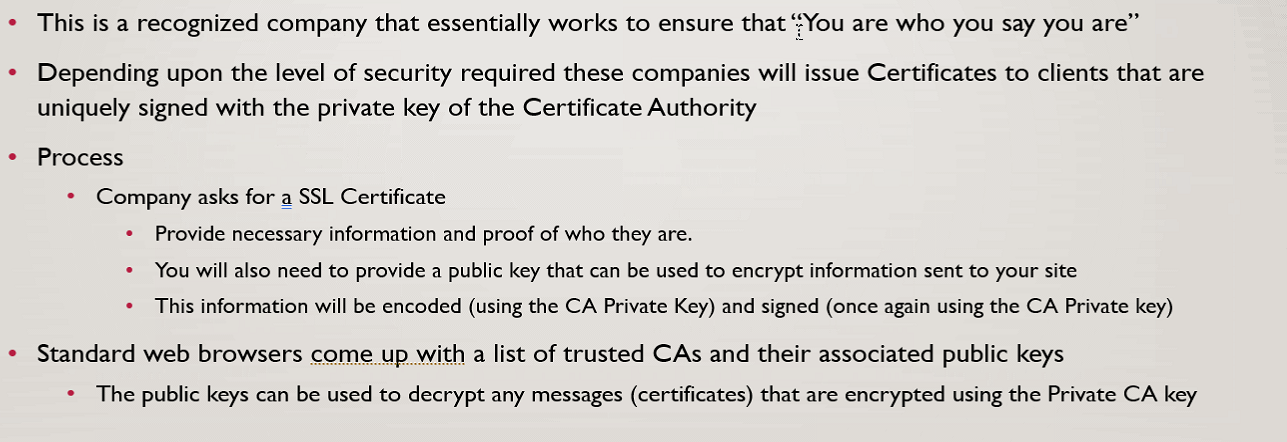 • This is a recognized company that essentially works to ensure that “You are who you say you are”
• Depending upon the level of security required these companies will issue Certificates to clients that are
uniquely signed with the private key of the Certificate Authority
• Process
• Company asks for a SSL Certificate
• Provide necessary information and proof of who they are.
• You will also need to provide a public key that can be used to encrypt information sent to your site
• This information will be encoded (using the CA Private Key) and signed (once again using the CA Private key)
• Standard web browsers come up with a list of trusted CAs and their associated public keys
• The public keys can be used to decrypt any messages (certificates) that are encrypted using the Private CA key